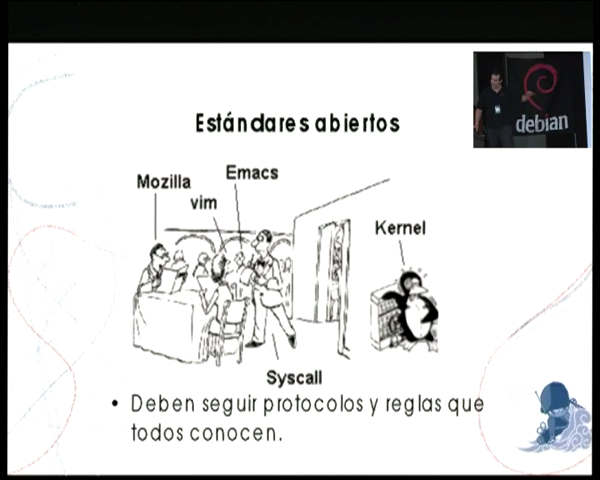 Estándares abiertos
debian
Mozilla
Emacs
vim
Kernel
Syscall
• Deben seguir protocolos y reglas que
todos conocen.